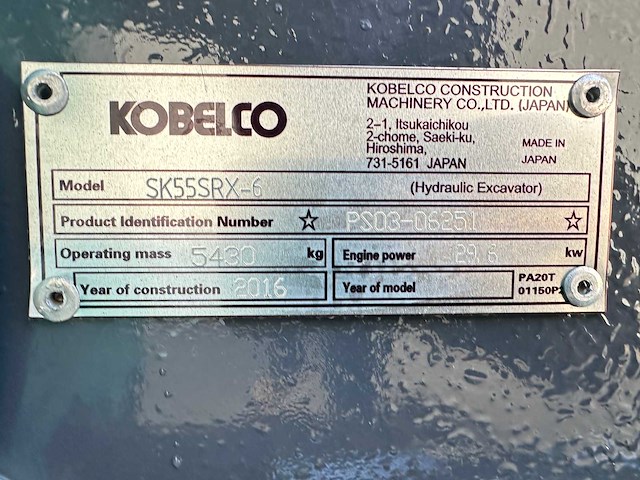 KOBELCO
KOBELCO CONSTRUCTION
MACHINERY CO.,LTD. (JAPAN)
2-1, Itsukaichikou
2-chome, Saeki-ku,
Hiroshima,
731-5161 JAPAN
MADE IN
JAPAN
Model SK55SRX-6 (Hydraulic Excavator)
Product Identification Number ☆ PS03-06251 ☆
Operating mass 5430 kg
Engine power 29.6 kw
Year of construction 2016
Year of model
PA20T